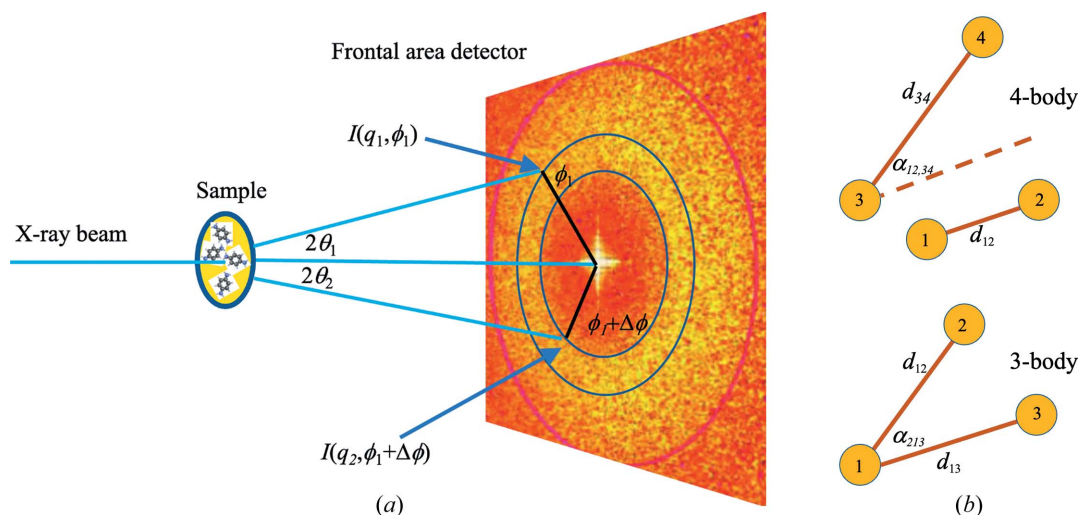 Frontal area detector
I(q₁,ϕ₁)
ϕ₁
Sample
X-ray beam
2θ₁
2θ₂
ϕ₁+Δϕ
I(q₂,ϕ₁+Δϕ)
(a)
4
d₃₄
4-body
α₁₂,₃₄
3
2
1
d₁₂
2
d₁₂
3-body
3
α₂₁₃
1
d₁₃
(b)